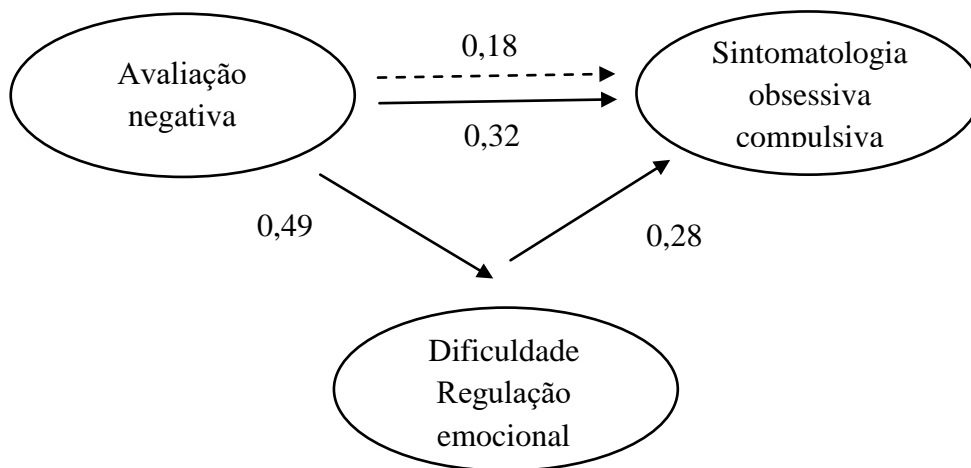 Avaliação
negativa
0,18
0,32
Sintomatologia
obsessiva
compulsiva
0,49
0,28
Dificuldade
Regulação
emocional